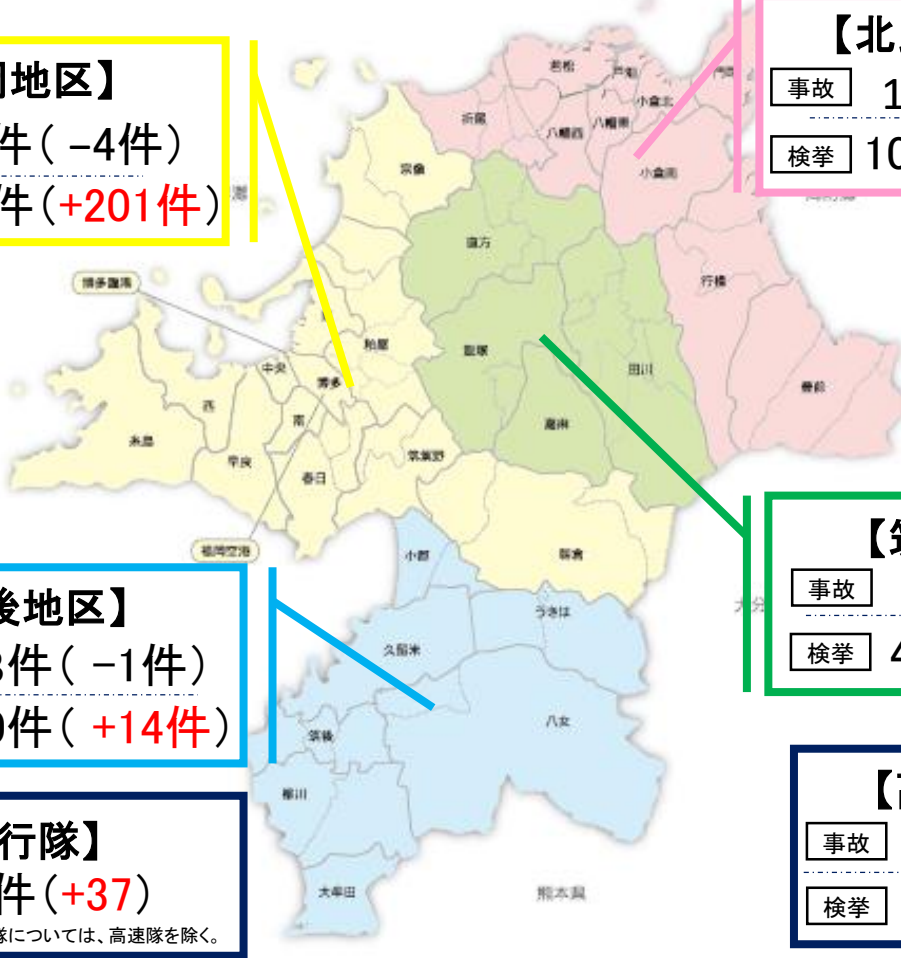 地区】
件( -4件)
件(+201件)
後地区】
件( -1件)
件( +14件)
行隊】
件(+37)
隊については、高速隊を除く。
【北
事故 1
検挙 10
事故
検挙 4
事故
検挙
若松
戸畑
小倉北
折尾
八幡西
八幡東
小倉南
宗像
直方
行橋
博多臨港
粕屋
飯塚
田川
豊前
中央
博多
西
南
嘉麻
糸島
早良
春日
筑紫野
福岡空港
小郡
朝倉
うきは
久留米
八女
筑後
柳川
大牟田
熊本県